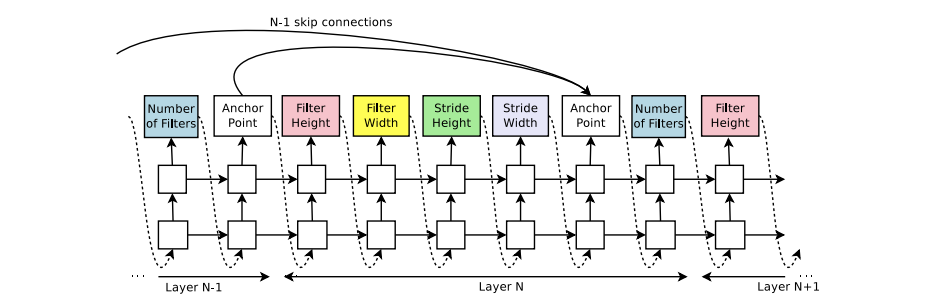 N-1 skip connections
Number
of Filters
Anchor
Point
Filter
Height
Filter
Width
Stride
Height
Stride
Width
Anchor
Point
Number
of Filters
Filter
Height
...
Layer N-1
Layer N
Layer N+1
...